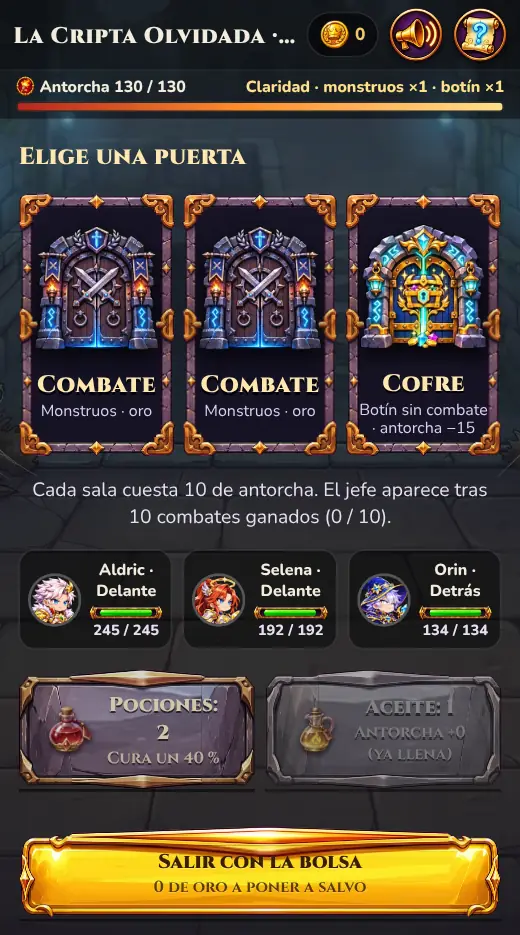 La Cripta Olvidada ·...
0
Antorcha 130 / 130
Claridad · monstruos ×1 · botín ×1
Elige una puerta
Combate
Monstruos · oro
Combate
Monstruos · oro
Cofre
Botín sin combate
· antorcha −15
Cada sala cuesta 10 de antorcha. El jefe aparece tras
10 combates ganados (0 / 10).
Aldric ·
Delante
245 / 245
Selena ·
Delante
192 / 192
Orin ·
Detrás
134 / 134
Pociones:
2
Cura un 40 %
Aceite: 1
Antorcha +0
(ya llena)
Salir con la bolsa
0 de oro a poner a salvo